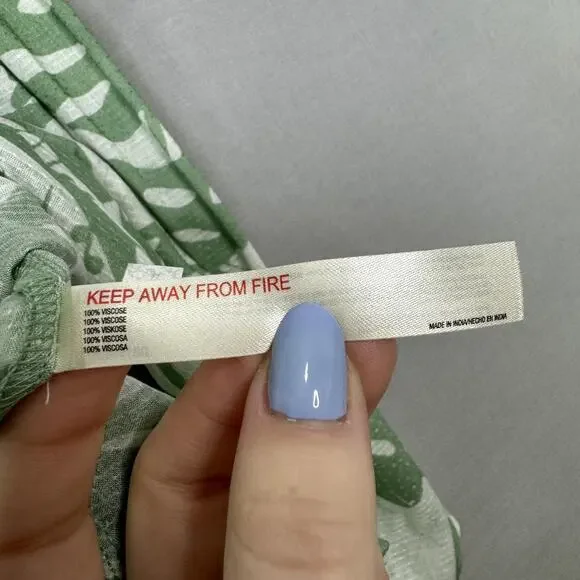 KEEP AWAY FROM FIRE
100% VISCOSE
100% VISCOSE
100% VISKOSE
100% VISCOSA
100% VISCOSA
MADE IN INDIA/HECHO EN INDIA